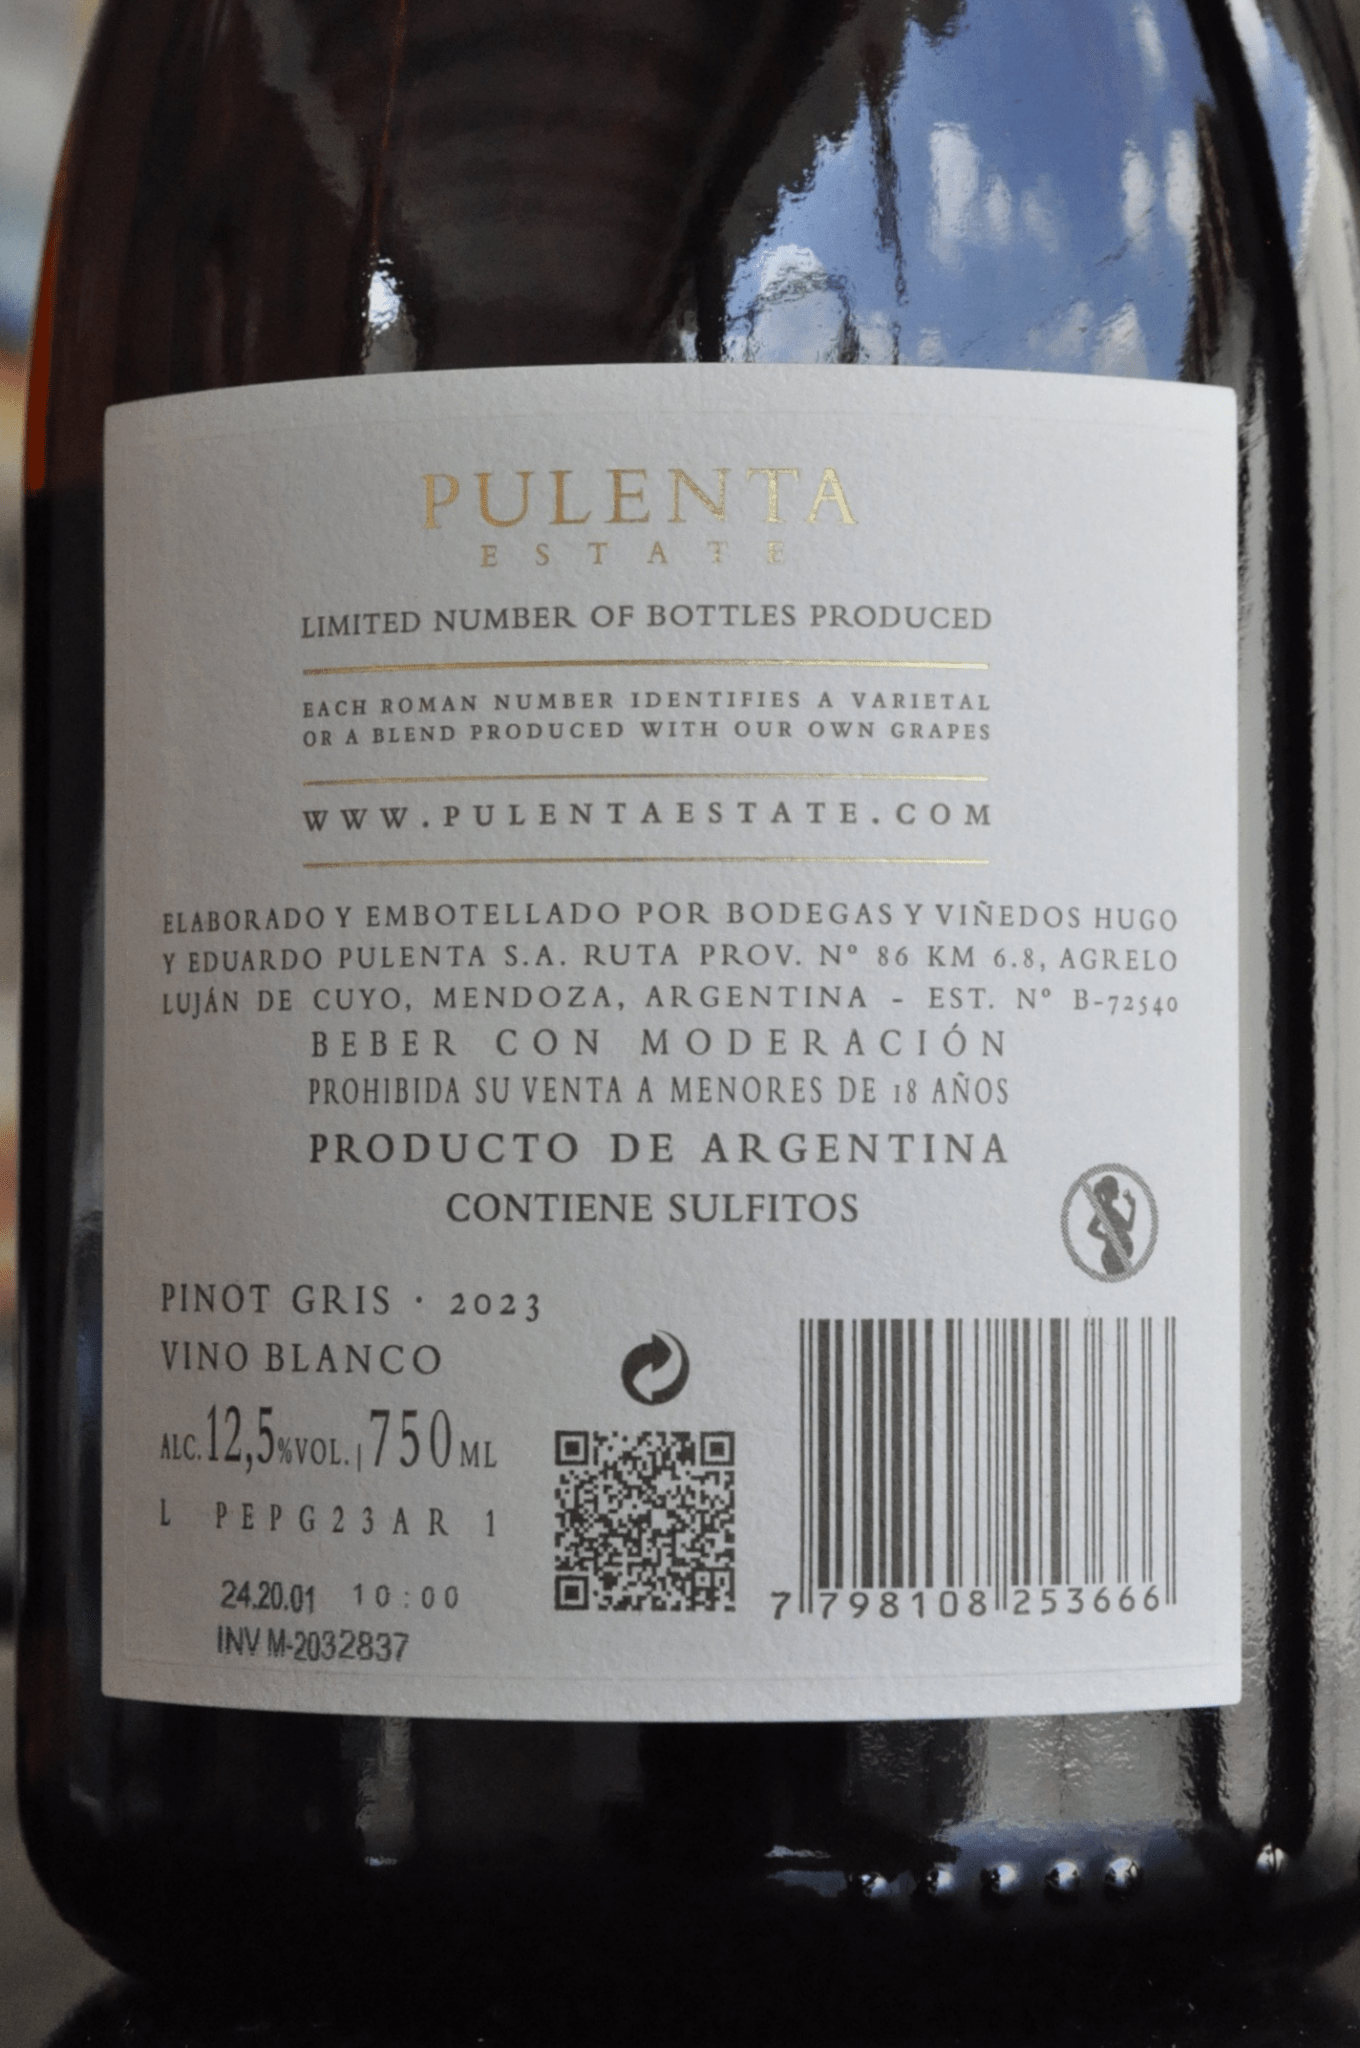 PULENTA
ESTATE
LIMITED NUMBER OF BOTTLES PRODUCED
EACH ROMAN NUMBER IDENTIFIES A VARIETAL
OR A BLEND PRODUCED WITH OUR OWN GRAPES
WWW.PULENTAESTATE.COM
ELABORADO Y EMBOTELLADO POR BODEGAS Y VIÑEDOS HUGO
Y EDUARDO PULENTA S.A. RUTA PROV. Nº 86 KM 6.8, AGRELO
LUJÁN DE CUYO, MENDOZA, ARGENTINA - EST. Nº B-72540
BEBER CON MODERACIÓN
PROHIBIDA SU VENTA A MENORES DE 18 AÑOS
PRODUCTO DE ARGENTINA
CONTIENE SULFITOS
PINOT GRIS · 2023
VINO BLANCO
ALC. 12,5%VOL. | 750 ML
L PEPG23AR 1
24.20.01 10:00
INV M-2032837
7 798108 253666